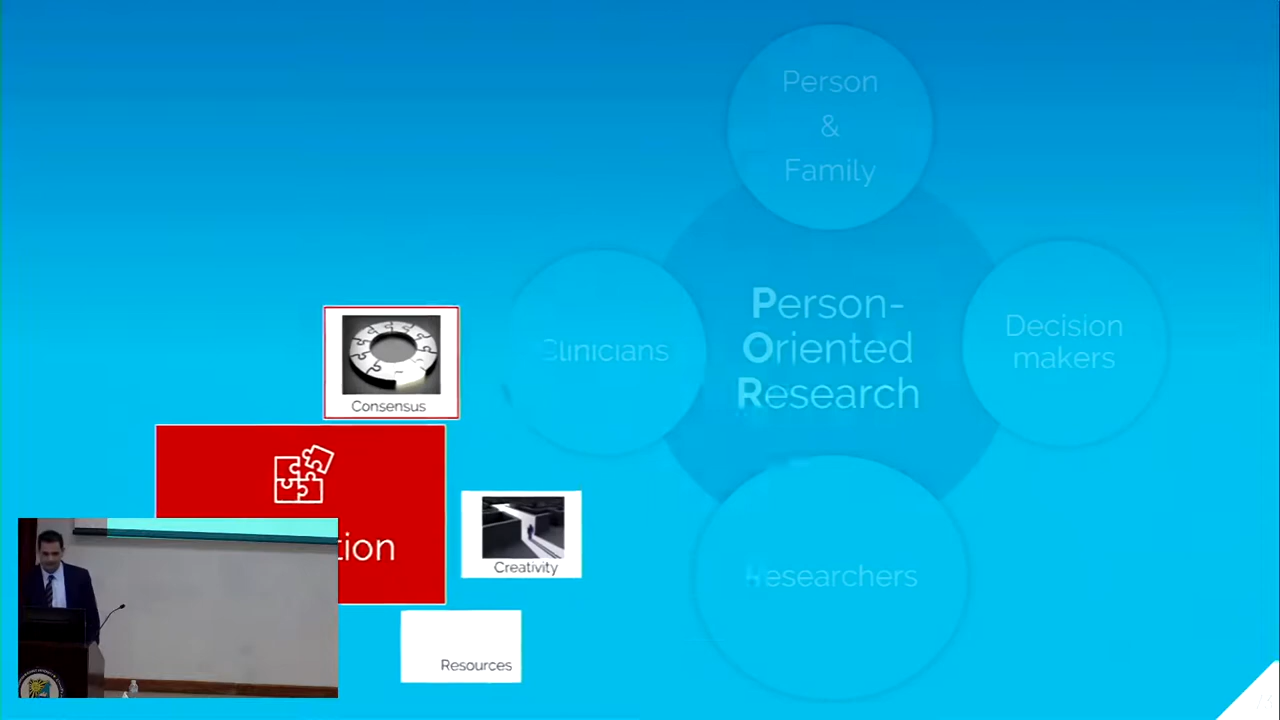 Person
&
Family
Person-
Oriented
Research
Clinicians
Decision
makers
Researchers
Consensus
tion
Creativity
Resources